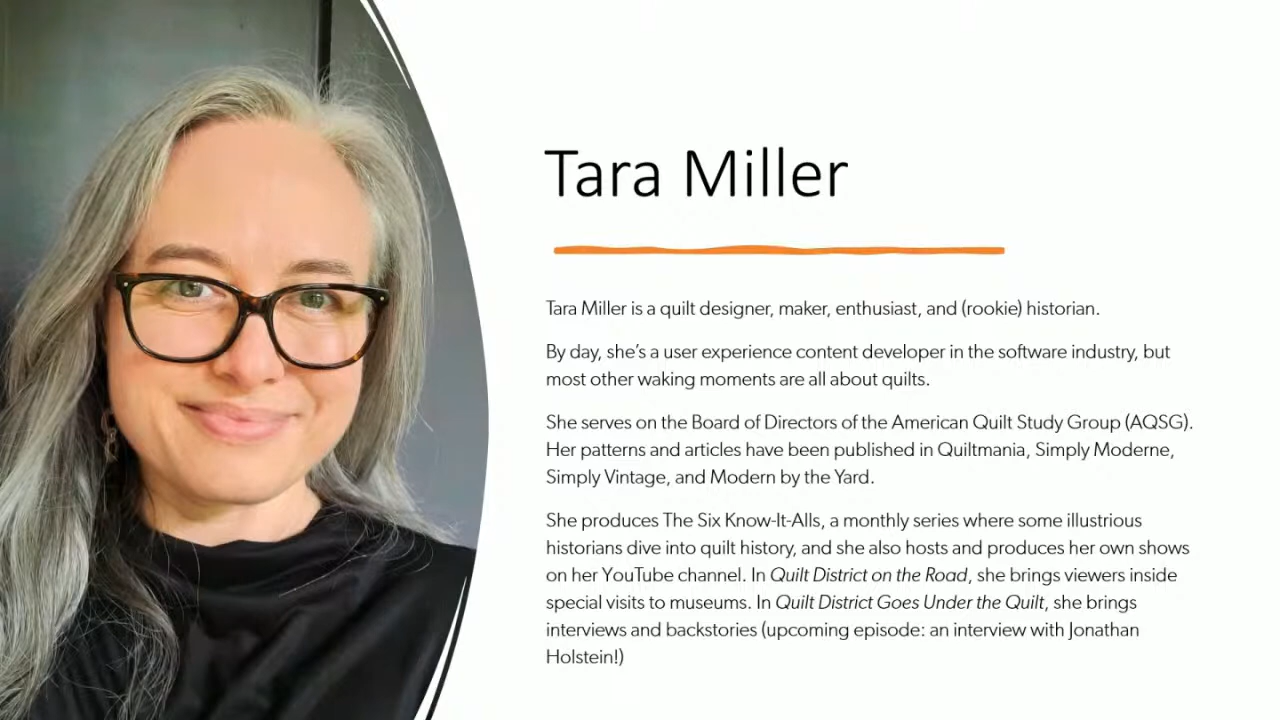 Tara Miller
Tara Miller is a quilt designer, maker, enthusiast, and (rookie) historian.
By day, she’s a user experience content developer in the software industry, but
most other waking moments are all about quilts.
She serves on the Board of Directors of the American Quilt Study Group (AQSG).
Her patterns and articles have been published in Quiltmania, Simply Moderne,
Simply Vintage, and Modern by the Yard.
She produces The Six Know-It-Alls, a monthly series where some illustrious
historians dive into quilt history, and she also hosts and produces her own shows
on her YouTube channel. In Quilt District on the Road, she brings viewers inside
special visits to museums. In Quilt District Goes Under the Quilt, she brings
interviews and backstories (upcoming episode: an interview with Jonathan
Holstein!)